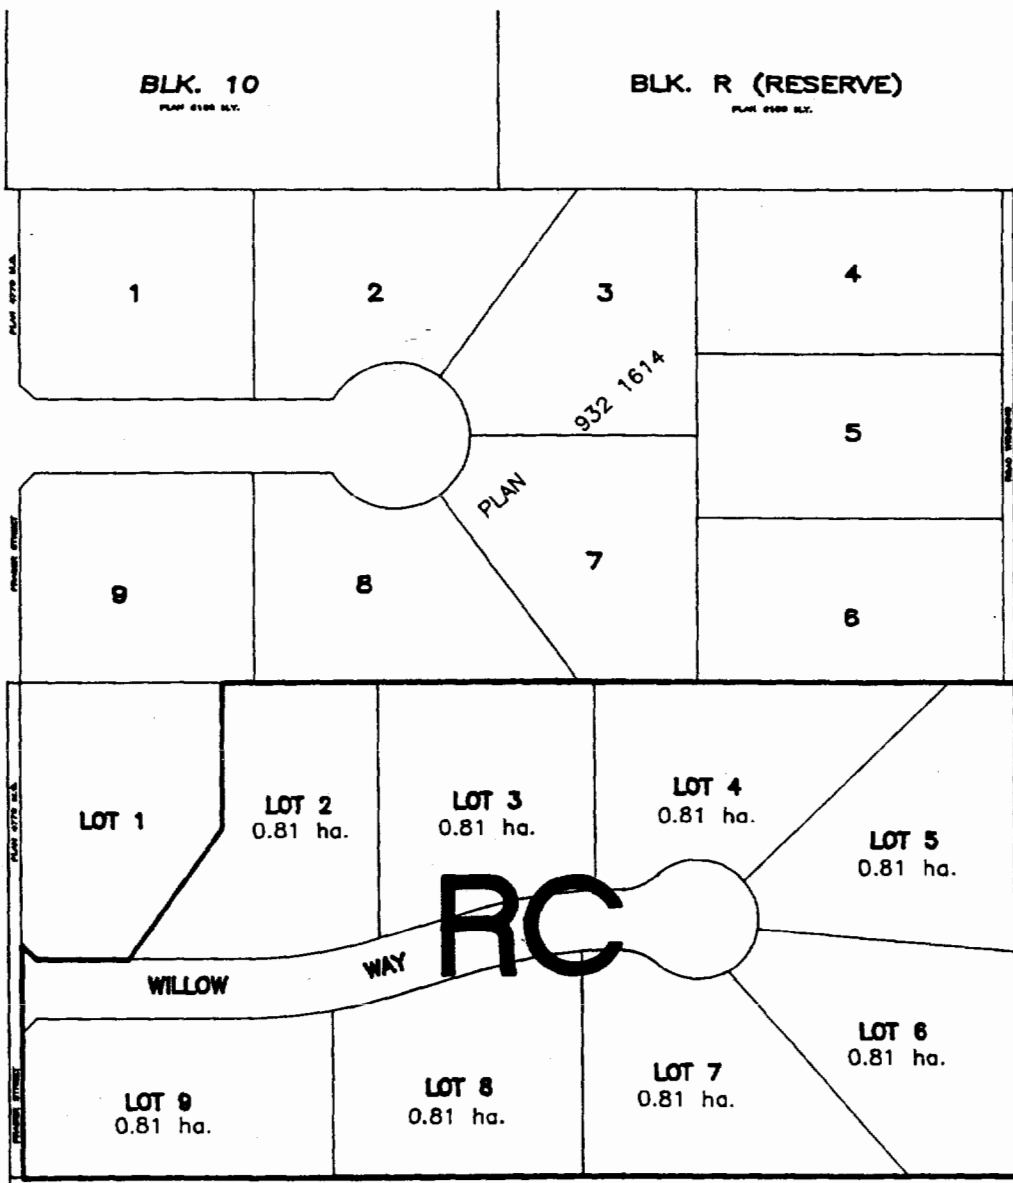 BLK. 10
BLK. R (RESERVE)
1
2
3
4
932 1614
5
PLAN
9
8
7
6
LOT 1
LOT 2
0.81 ha.
LOT 3
0.81 ha.
LOT 4
0.81 ha.
LOT 5
0.81 ha.
RC
WILLOW WAY
LOT 6
0.81 ha.
LOT 7
0.81 ha.
LOT 8
0.81 ha.
LOT 9
0.81 ha.